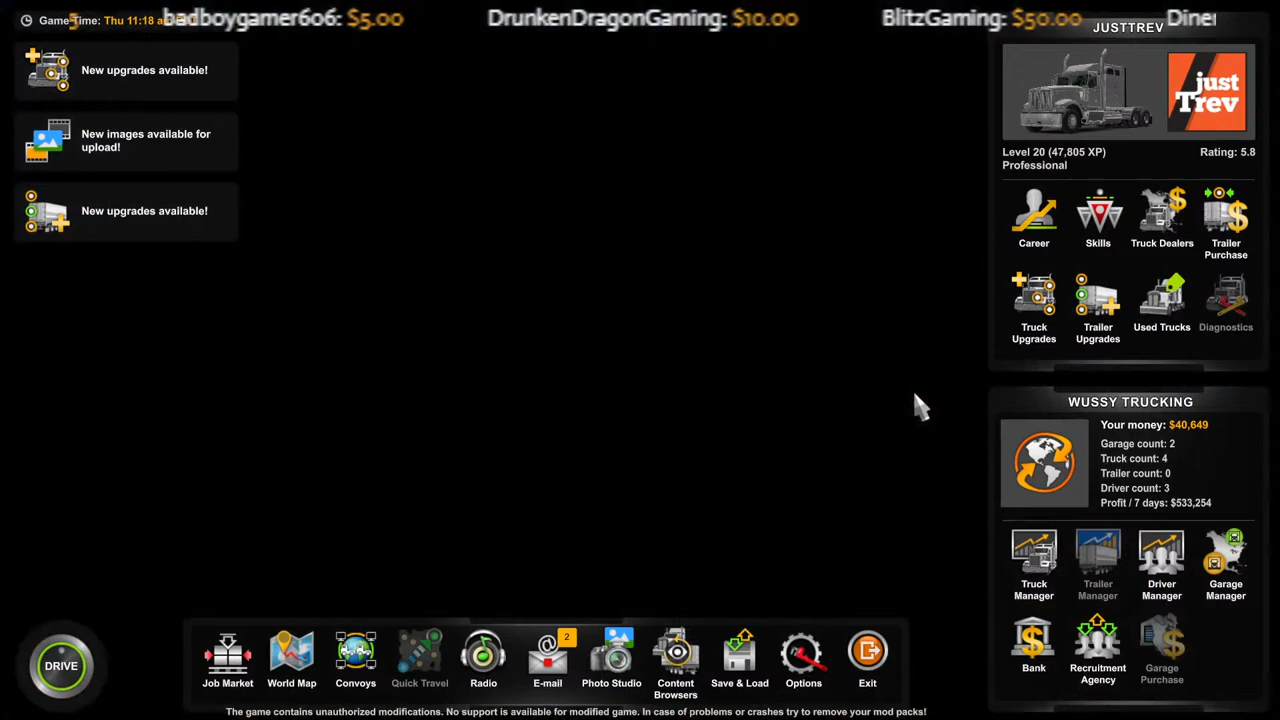 Game Time: Thu 11:18 a
badboygamer606: $5.00
DrunkenDragonGaming: $10.00
BlitzGaming: $50.00
New upgrades available!
New images available for
upload!
New upgrades available!
JUSTTREV
just
Trev
Level 20 (47,805 XP)
Rating: 5.8
Professional
Career
Skills
Truck Dealers
Trailer
Purchase
Truck
Upgrades
Trailer
Upgrades
Used Trucks
Diagnostics
WUSSY TRUCKING
Your money: $40,649
Garage count: 2
Truck count: 4
Trailer count: 0
Driver count: 3
Profit / 7 days: $533,254
Truck
Manager
Trailer
Manager
Driver
Manager
Garage
Manager
Bank
Recruitment
Agency
Garage
Purchase
DRIVE
Job Market
World Map
Convoys
Quick Travel
Radio
2
E-mail
Photo Studio
Content
Browsers
Save & Load
Options
Exit
The game contains unauthorized modifications. No support is available for modified game. In case of problems or crashes try to remove your mod packs!